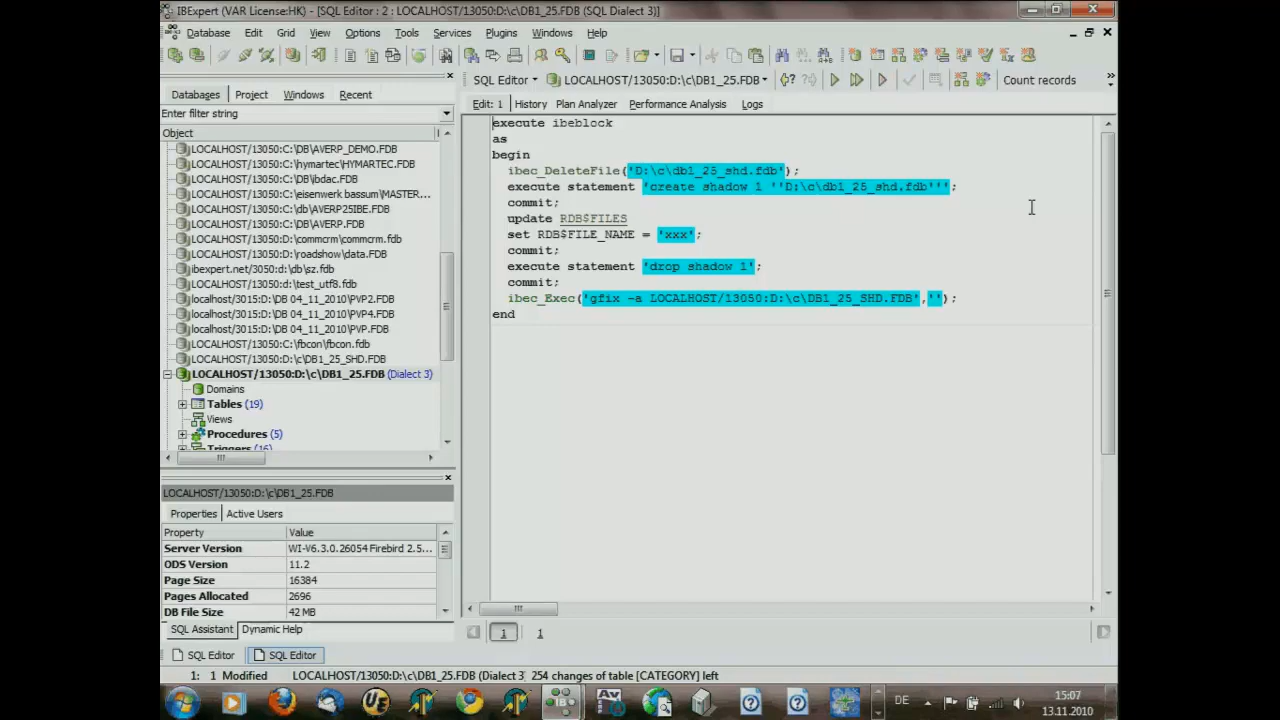 IBExpert (VAR License:HK) - [SQL Editor : 2 : LOCALHOST/13050:D:\c\DB1_25.FDB (SQL Dialect 3)]
Database Edit Grid View Options Tools Services Plugins Windows Help
SQL Editor LOCALHOST/13050:D:\c\DB1_25.FDB Count records
Databases Project Windows Recent
Edit: 1 History Plan Analyzer Performance Analysis Logs
Enter filter string
Object
LOCALHOST/13050:C:\DB\AVERP_DEMO.FDB
LOCALHOST/13050:C:\hymartec\HYMARTEC.FDB
LOCALHOST/13050:D:\bk\jbdac.FDB
LOCALHOST/13050:C:\eisenwerk bassum\MASTER...
LOCALHOST/13050:C:\db\AVERP25IBE.FDB
LOCALHOST/13050:C:\DB\AVERP.FDB
LOCALHOST/13050:C:\commcrm\commcrm.fdb
LOCALHOST/13050:C:\roadshow\data.FDB
ibexpert.net/3050:d:\db\sz.fdb
LOCALHOST/13050:d:\test_utf8.fdb
localhost/3015:D:\DB 04_11_2010\PVP2.FDB
localhost/3015:D:\DB 04_11_2010\PVP4.FDB
localhost/3015:D:\DB 04_11_2010\PVP.FDB
LOCALHOST/13050:C:\fbcon\fbcon.fdb
LOCALHOST/13050:D:\c\DB1_25_SHD.FDB
LOCALHOST/13050:D:\c\DB1_25.FDB (Dialect 3)
Domains
Tables (19)
Views
Procedures (5)
Triggers (16)
execute ibeblock
as
begin
ibec_DeleteFile('D:\c\db1_25_shd.fdb');
execute statement 'create shadow 1 ''D:\c\db1_25_shd.fdb''';
commit;
update RDB$FILES
set RDB$FILE_NAME = 'xxx';
commit;
execute statement 'drop shadow 1';
commit;
ibec_Exec('gfix -a LOCALHOST/13050:D:\c\DB1_25_SHD.FDB','');
end
LOCALHOST/13050:D:\c\DB1_25.FDB
Properties Active Users
Property Value
Server Version WI-V6.3.0.26054 Firebird 2.5...
ODS Version 11.2
Page Size 16384
Pages Allocated 2696
DB File Size 42 MB
SQL Assistant Dynamic Help
1 1
SQL Editor SQL Editor
1: 1 Modified LOCALHOST/13050:D:\c\DB1_25.FDB (Dialect 3) 254 changes of table [CATEGORY] left
DE
15:07
13.11.2010